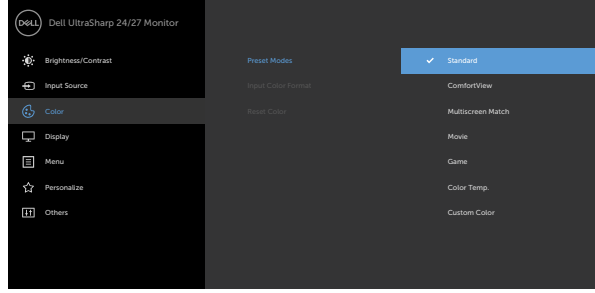 DELL Dell UltraSharp 24/27 Monitor
Brightness/Contrast Preset Modes Standard
Input Source Input Color Format ComfortView
Color Reset Color Multiscreen Match
Display Movie
Menu Game
Personalize Color Temp.
Others Custom Color